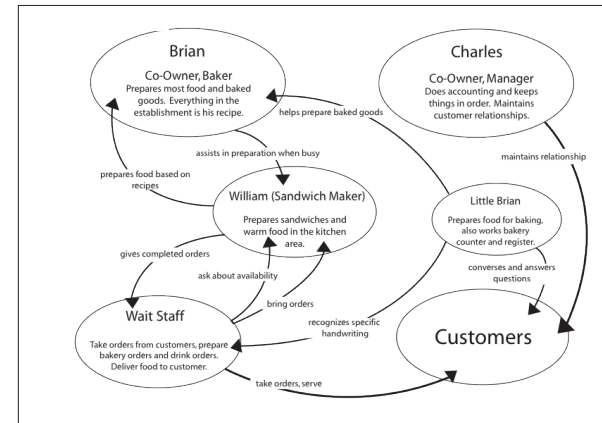 Brian
Co-Owner, Baker
Prepares most food and baked
goods. Everything in the
establishment is his recipe.
Charles
Co-Owner, Manager
Does accounting and keeps
things in order. Maintains
customer relationships.
helps prepare baked goods
assists in preparation when busy
maintains relationship
prepares food based on
recipes
William (Sandwich Maker)
Prepares sandwiches and
warm food in the kitchen
area.
Little Brian
Prepares food for baking,
also works bakery
counter and register.
gives completed orders
ask about availability
converses and answers
questions
bring orders
Wait Staff
Take orders from customers, prepare
bakery orders and drink orders.
Deliver food to customer.
recognizes specific
handwriting
Customers
take orders, serve